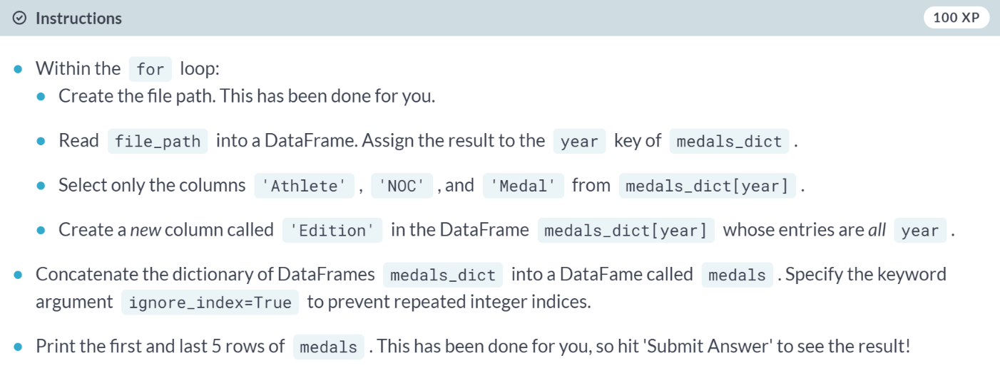 Instructions
100 XP
Within the for loop:
Create the file path. This has been done for you.
Read file_path into a DataFrame. Assign the result to the year key of medals_dict .
Select only the columns 'Athlete' , 'NOC' , and 'Medal' from medals_dict[year] .
Create a new column called 'Edition' in the DataFrame medals_dict[year] whose entries are all year .
Concatenate the dictionary of DataFrames medals_dict into a DataFame called medals . Specify the keyword
argument ignore_index=True to prevent repeated integer indices.
Print the first and last 5 rows of medals . This has been done for you, so hit 'Submit Answer' to see the result!